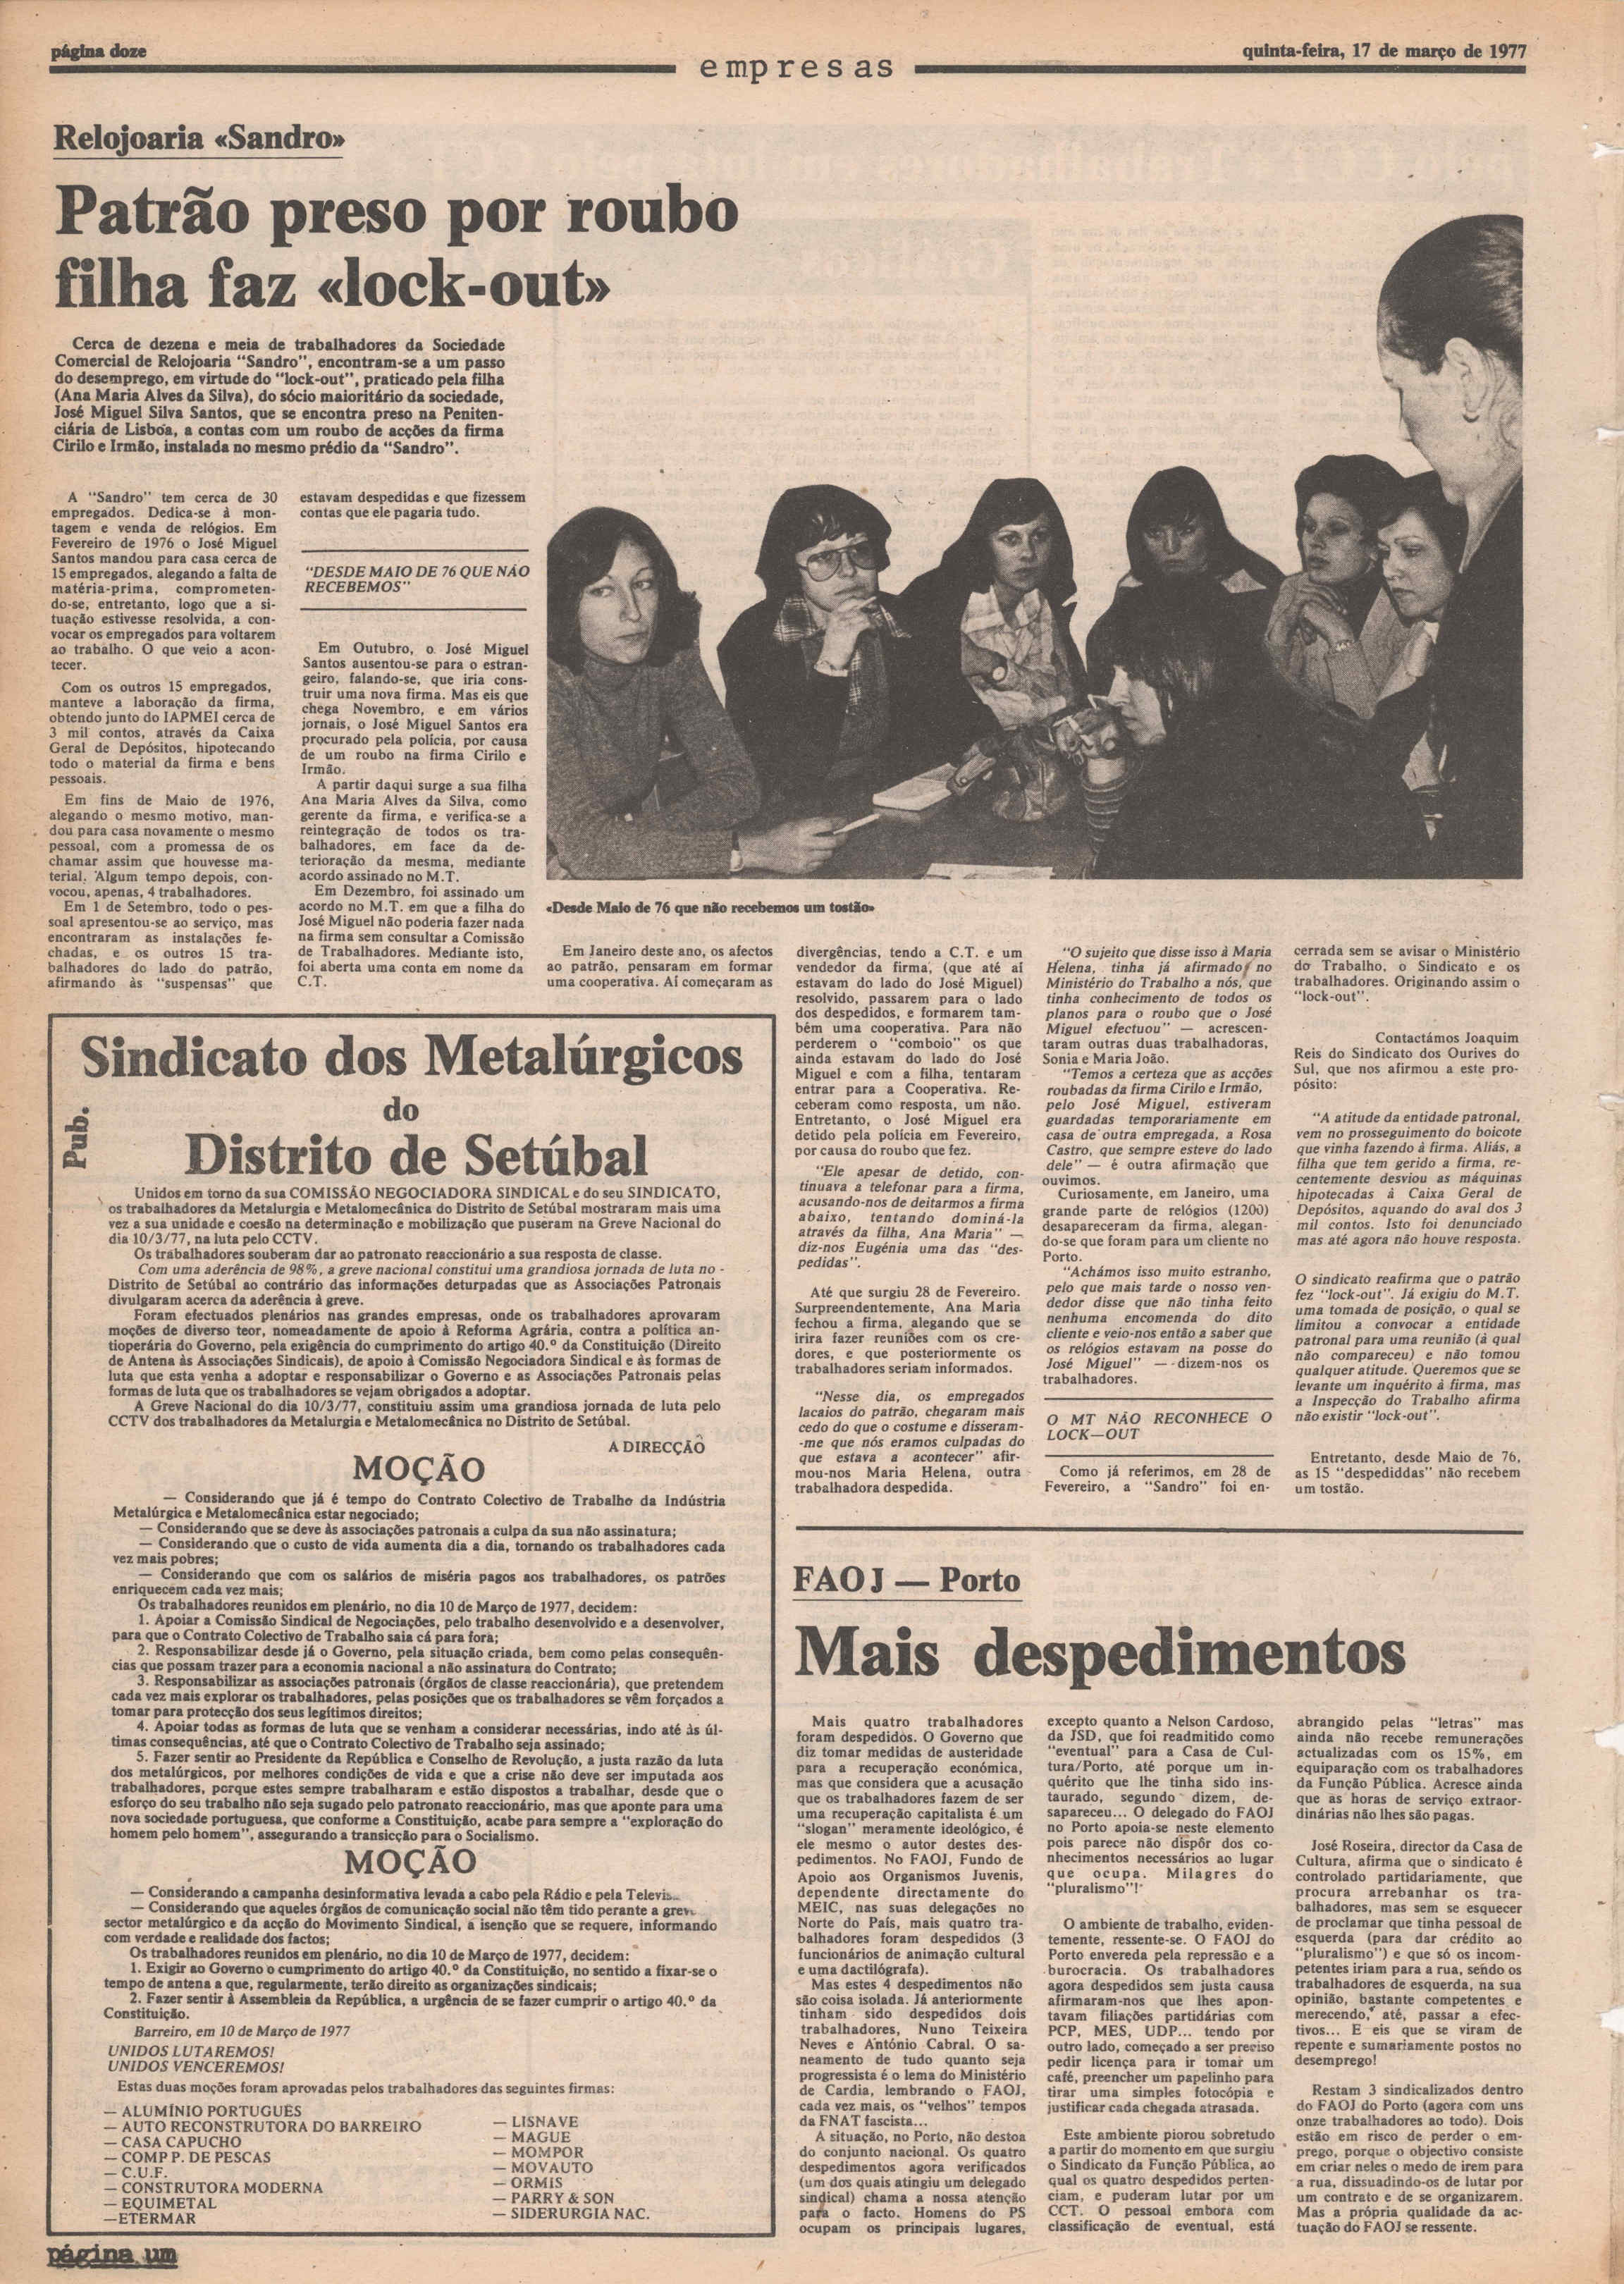 página doze
empresas
quinta-feira, 17 de março de 1977
Relojoaria «Sandro»
Patrão preso por roubo
filha faz «lock-out»
Cerca de dezena e meia de trabalhadores da Sociedade
Comercial de Relojoaria "Sandro", encontram-se a um passo
do desemprego, em virtude do "lock-out", praticado pela filha
(Ana Maria Alves da Silva), do sócio maioritário da sociedade,
José Miguel Silva Santos, que se encontra preso na Peniten-
ciária de Lisboa, a contas com um roubo de acções da firma
Cirilo e Irmão, instalada no mesmo prédio da "Sandro".
A "Sandro" tem cerca de 30
empregados. Dedica-se à mon-
tagem e venda de relógios. Em
Fevereiro de 1976 o José Miguel
Santos mandou para casa cerca de
15 empregados, alegando a falta de
matéria-prima, comprometen-
do-se, entretanto, logo que a si-
tuação estivesse resolvida, a con-
vocar os empregados para voltarem
ao trabalho. O que veio a acon-
tecer.
Com os outros 15 empregados,
manteve a laboração da firma,
obtendo junto do IAPMEI cerca de
3 mil contos, através da Caixa
Geral de Depósitos, hipotecando
todo o material da firma e bens
pessoais.
Em fins de Maio de 1976,
alegando o mesmo motivo, man-
dou para casa novamente o mesmo
pessoal, com a promessa de os
chamar assim que houvesse ma-
terial. Algum tempo depois, con-
vocou, apenas, 4 trabalhadores.
Em 1 de Setembro, todo o pes-
soal apresentou-se ao serviço, mas
encontraram as instalações fe-
chadas, e os outros 15 tra-
balhadores do lado do patrão,
afirmando às "suspensas" que
estavam despedidas e que fizessem
contas que ele pagaria tudo.
"DESDE MAIO DE 76 QUE NÃO
RECEBEMOS"
Em Outubro, o José Miguel
Santos ausentou-se para o estran-
geiro, falando-se, que iria cons-
truir uma nova firma. Mas eis que
chega Novembro, e em vários
jornais, o José Miguel Santos era
procurado pela polícia, por causa
de um roubo na firma Cirilo e
Irmão.
A partir daqui surge a sua filha
Ana Maria Alves da Silva, como
gerente da firma, e verifica-se a
reintegração de todos os tra-
balhadores, em face da de-
terioração da mesma, mediante
acordo assinado no M.T.
Em Dezembro, foi assinado um
acordo no M.T. em que a filha do
José Miguel não poderia fazer nada
na firma sem consultar a Comissão
de Trabalhadores. Mediante isto,
foi aberta uma conta em nome da
C.T.
«Desde Maio de 76 que não recebemos um tostão»
Em Janeiro deste ano, os afectos
ao patrão, pensaram em formar
uma cooperativa. Aí começaram as
divergências, tendo a C.T. e um
vendedor da firma, (que até aí
estavam do lado do José Miguel)
resolvido, passarem para o lado
dos despedidos, e formarem tam-
bém uma cooperativa. Para não
perderem o "comboio" os que
ainda estavam do lado do José
Miguel e com a filha, tentaram
entrar para a Cooperativa. Re-
ceberam como resposta, um não.
Entretanto, o José Miguel era
detido pela polícia em Fevereiro,
por causa do roubo que fez.
"Ele apesar de detido, con-
tinuava a telefonar para a firma,
acusando-nos de deitarmos a firma
abaixo, tentando dominá-la
através da filha, Ana Maria" —
diz-nos Eugénia uma das "des-
pedidas".
Até que surgiu 28 de Fevereiro.
Surpreendentemente, Ana Maria
fechou a firma, alegando que se
irira fazer reuniões com os cre-
dores, e que posteriormente os
trabalhadores seriam informados.
"Nesse dia, os empregados
lacaios do patrão, chegaram mais
cedo do que o costume e disseram-
-me que nós eramos culpadas do
que estava a acontecer" afir-
mou-nos Maria Helena, outra
trabalhadora despedida.
"O sujeito que disse isso à Maria
Helena, tinha já afirmado no
Ministério do Trabalho a nós, que
tinha conhecimento de todos os
planos para o roubo que o José
Miguel efectuou" — acrescen-
taram outras duas trabalhadoras,
Sonia e Maria João.
"Temos a certeza que as acções
roubadas da firma Cirilo e Irmão,
pelo José Miguel, estiveram
guardadas temporariamente em
casa de outra empregada, a Rosa
Castro, que sempre esteve do lado
dele" — é outra afirmação que
ouvimos.
Curiosamente, em Janeiro, uma
grande parte de relógios (1200)
desapareceram da firma, alegan-
do-se que foram para um cliente no
Porto.
"Achámos isso muito estranho,
pelo que mais tarde o nosso ven-
dedor disse que não tinha feito
nenhuma encomenda do dito
cliente e veio-nos então a saber que
os relógios estavam na posse do
José Miguel" — dizem-nos os
trabalhadores.
O MT NÃO RECONHECE O
LOCK—OUT
Como já referimos, em 28 de
Fevereiro, a "Sandro" foi en-
cerrada sem se avisar o Ministério
do Trabalho, o Sindicato e os
trabalhadores. Originando assim o
"lock-out".
Contactámos Joaquim
Reis do Sindicato dos Ourives do
Sul, que nos afirmou a este pro-
pósito:
"A atitude da entidade patronal,
vem no prosseguimento do boicote
que vinha fazendo à firma. Aliás, a
filha que tem gerido a firma, re-
centemente desviou as máquinas
hipotecadas à Caixa Geral de
Depósitos, aquando do aval dos 3
mil contos. Isto foi denunciado
mas até agora não houve resposta.
O sindicato reafirma que o patrão
fez "lock-out". Já exigiu do M.T.
uma tomada de posição, o qual se
limitou a convocar a entidade
patronal para uma reunião (à qual
não compareceu) e não tomou
qualquer atitude. Queremos que se
levante um inquérito à firma, mas
a Inspecção do Trabalho afirma
não existir "lock-out".
Entretanto, desde Maio de 76,
as 15 "despediddas" não recebem
um tostão.
Pub.
Sindicato dos Metalúrgicos
do
Distrito de Setúbal
Unidos em torno da sua COMISSÃO NEGOCIADORA SINDICAL e do seu SINDICATO,
os trabalhadores da Metalurgia e Metalomecânica do Distrito de Setúbal mostraram mais uma
vez a sua unidade e coesão na determinação e mobilização que puseram na Greve Nacional do
dia 10/3/77, na luta pelo CCTV.
Os trabalhadores souberam dar ao patronato reaccionário a sua resposta de classe.
Com uma aderência de 98%, a greve nacional constitui uma grandiosa jornada de luta no -
Distrito de Setúbal ao contrário das informações deturpadas que as Associações Patronais
divulgaram acerca da aderência à greve.
Foram efectuados plenários nas grandes empresas, onde os trabalhadores aprovaram
moções de diverso teor, nomeadamente de apoio à Reforma Agrária, contra a política an-
tioperária do Governo, pela exigência do cumprimento do artigo 40.º da Constituição (Direito
de Antena às Associações Sindicais), de apoio à Comissão Negociadora Sindical e às formas de
luta que esta venha a adoptar e responsabilizar o Governo e as Associações Patronais pelas
formas de luta que os trabalhadores se vejam obrigados a adoptar.
A Greve Nacional do dia 10/3/77, constituiu assim uma grandiosa jornada de luta pelo
CCTV dos trabalhadores da Metalurgia e Metalomecânica no Distrito de Setúbal.
A DIRECÇÃO
MOÇÃO
— Considerando que já é tempo do Contrato Colectivo de Trabalho da Indústria
Metalúrgica e Metalomecânica estar negociado;
— Considerando que se deve às associações patronais a culpa da sua não assinatura;
— Considerando que o custo de vida aumenta dia a dia, tornando os trabalhadores cada
vez mais pobres;
— Considerando que com os salários de miséria pagos aos trabalhadores, os patrões
enriquecem cada vez mais;
Os trabalhadores reunidos em plenário, no dia 10 de Março de 1977, decidem:
1. Apoiar a Comissão Sindical de Negociações, pelo trabalho desenvolvido e a desenvolver,
para que o Contrato Colectivo de Trabalho saia cá para fora;
2. Responsabilizar desde já o Governo, pela situação criada, bem como pelas consequên-
cias que possam trazer para a economia nacional a não assinatura do Contrato;
3. Responsabilizar as associações patronais (órgãos de classe reaccionária), que pretendem
cada vez mais explorar os trabalhadores, pelas posições que os trabalhadores se vêm forçados a
tomar para protecção dos seus legítimos direitos;
4. Apoiar todas as formas de luta que se venham a considerar necessárias, indo até às úl-
timas consequências, até que o Contrato Colectivo de Trabalho seja assinado;
5. Fazer sentir ao Presidente da República e Conselho de Revolução, a justa razão da luta
dos metalúrgicos, por melhores condições de vida e que a crise não deve ser imputada aos
trabalhadores, porque estes sempre trabalharam e estão dispostos a trabalhar, desde que o
esforço do seu trabalho não seja sugado pelo patronato reaccionário, mas que aponte para uma
nova sociedade portuguesa, que conforme a Constituição, acabe para sempre a "exploração do
homem pelo homem", assegurando a transicção para o Socialismo.
MOÇÃO
— Considerando a campanha desinformativa levada a cabo pela Rádio e pela
— Considerando que aqueles órgãos de comunicação social não têm tido perante a
sector metalúrgico e da acção do Movimento Sindical, a isenção que se requere, informando
com verdade e realidade dos factos;
Os trabalhadores reunidos em plenário, no dia 10 de Março de 1977, decidem:
1. Exigir ao Governo o cumprimento do artigo 40.º da Constituição, no sentido a fixar-se o
tempo de antena a que, regularmente, terão direito as organizações sindicais;
2. Fazer sentir à Assembleia da República, a urgência de se fazer cumprir o artigo 40.º da
Constituição.
Barreiro, em 10 de Março de 1977
UNIDOS LUTAREMOS!
UNIDOS VENCEREMOS!
Estas duas moções foram aprovadas pelos trabalhadores das seguintes firmas:
— ALUMÍNIO PORTUGUÊS
— AUTO RECONSTRUTORA DO BARREIRO
— CASA CAPUCHO
— COMP P. DE PESCAS
— C.U.F.
— CONSTRUTORA MODERNA
— EQUIMETAL
—ETERMAR
— LISNAVE
— MAGUE
— MOMPOR
— MOVAUTO
— ORMIS
— PARRY & SON
— SIDERURGIA NAC.
FAOJ — Porto
Mais despedimentos
Mais quatro trabalhadores
foram despedidos. O Governo que
diz tomar medidas de austeridade
para a recuperação económica,
mas que considera que a acusação
que os trabalhadores fazem de ser
uma recuperação capitalista é um
"slogan" meramente ideológico, é
ele mesmo o autor destes des-
pedimentos. No FAOJ, Fundo de
Apoio aos Organismos Juvenis,
dependente directamente do
MEIC, nas suas delegações no
Norte do País, mais quatro tra-
balhadores foram despedidos (3
funcionários de animação cultural
e uma dactilógrafa).
Mas estes 4 despedimentos não
são coisa isolada. Já anteriormente
tinham sido despedidos dois
trabalhadores, Nuno Teixeira
Neves e António Cabral. O sa-
neamento de tudo quanto seja
progressista é o lema do Ministério
de Cardia, lembrando o FAOJ,
cada vez mais, os "velhos" tempos
da FNAT fascista...
A situação, no Porto, não destoa
do conjunto nacional. Os quatro
despedimentos agora verificados
(um dos quais atingiu um delegado
sindical) chama a nossa atenção
para o facto. Homens do PS
ocupam os principais lugares,
excepto quanto a Nelson Cardoso,
da JSD, que foi readmitido como
"eventual" para a Casa de Cul-
tura/Porto, até porque um in-
quérito que lhe tinha sido ins-
taurado, segundo dizem, de-
sapareceu... O delegado do FAOJ
no Porto apoia-se neste elemento
pois parece não dispôr dos co-
nhecimentos necessários ao lugar
que ocupa. Milagres do
"pluralismo"!
O ambiente de trabalho, eviden-
temente, ressente-se. O FAOJ do
Porto envereda pela repressão e a
burocracia. Os trabalhadores
agora despedidos sem justa causa
afirmaram-nos que lhes apon-
tavam filiações partidárias com
PCP, MES, UDP... tendo por
outro lado, começado a ser preciso
pedir licença para ir tomar um
café, preencher um papelinho para
tirar uma simples fotocópia e
justificar cada chegada atrasada.
Este ambiente piorou sobretudo
a partir do momento em que surgiu
o Sindicato da Função Pública, ao
qual os quatro despedidos perten-
ciam, e puderam lutar por um
CCT. O pessoal embora com
classificação de eventual, está
abrangido pelas "letras" mas
ainda não recebe remunerações
actualizadas com os 15%, em
equiparação com os trabalhadores
da Função Pública. Acresce ainda
que as horas de serviço extraor-
dinárias não lhes são pagas.
José Roseira, director da Casa de
Cultura, afirma que o sindicato é
controlado partidariamente, que
procura arrebanhar os tra-
balhadores, mas sem se esquecer
de proclamar que tinha pessoal de
esquerda (para dar crédito ao
"pluralismo") e que só os incom-
petentes iriam para a rua, sendo os
trabalhadores de esquerda, na sua
opinião, bastante competentes e
merecendo, até, passar a efec-
tivos... E eis que se viram de
repente e sumariamente postos no
desemprego!
Restam 3 sindicalizados dentro
do FAOJ do Porto (agora com uns
onze trabalhadores ao todo). Dois
estão em risco de perder o em-
prego, porque o objectivo consiste
em criar neles o medo de irem para
a rua, dissuadindo-os de lutar por
um contrato e de se organizarem.
Mas a própria qualidade da ac-
tuação do FAOJ se ressente.
página um